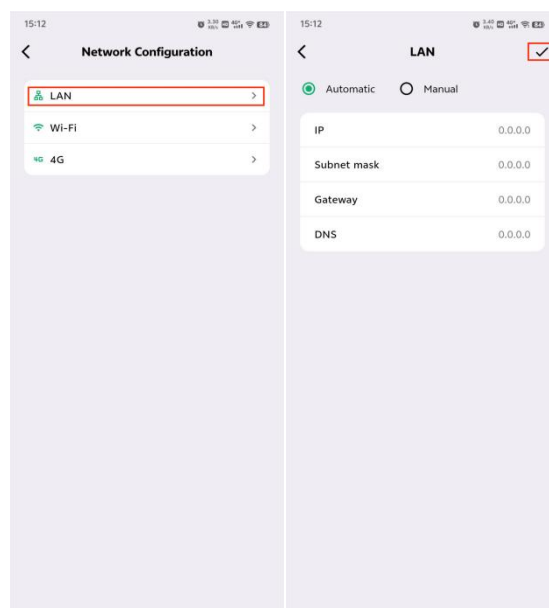 15:12
Network Configuration
LAN
Wi-Fi
4G 4G
15:12
LAN
Automatic Manual
IP 0.0.0.0
Subnet mask 0.0.0.0
Gateway 0.0.0.0
DNS 0.0.0.0